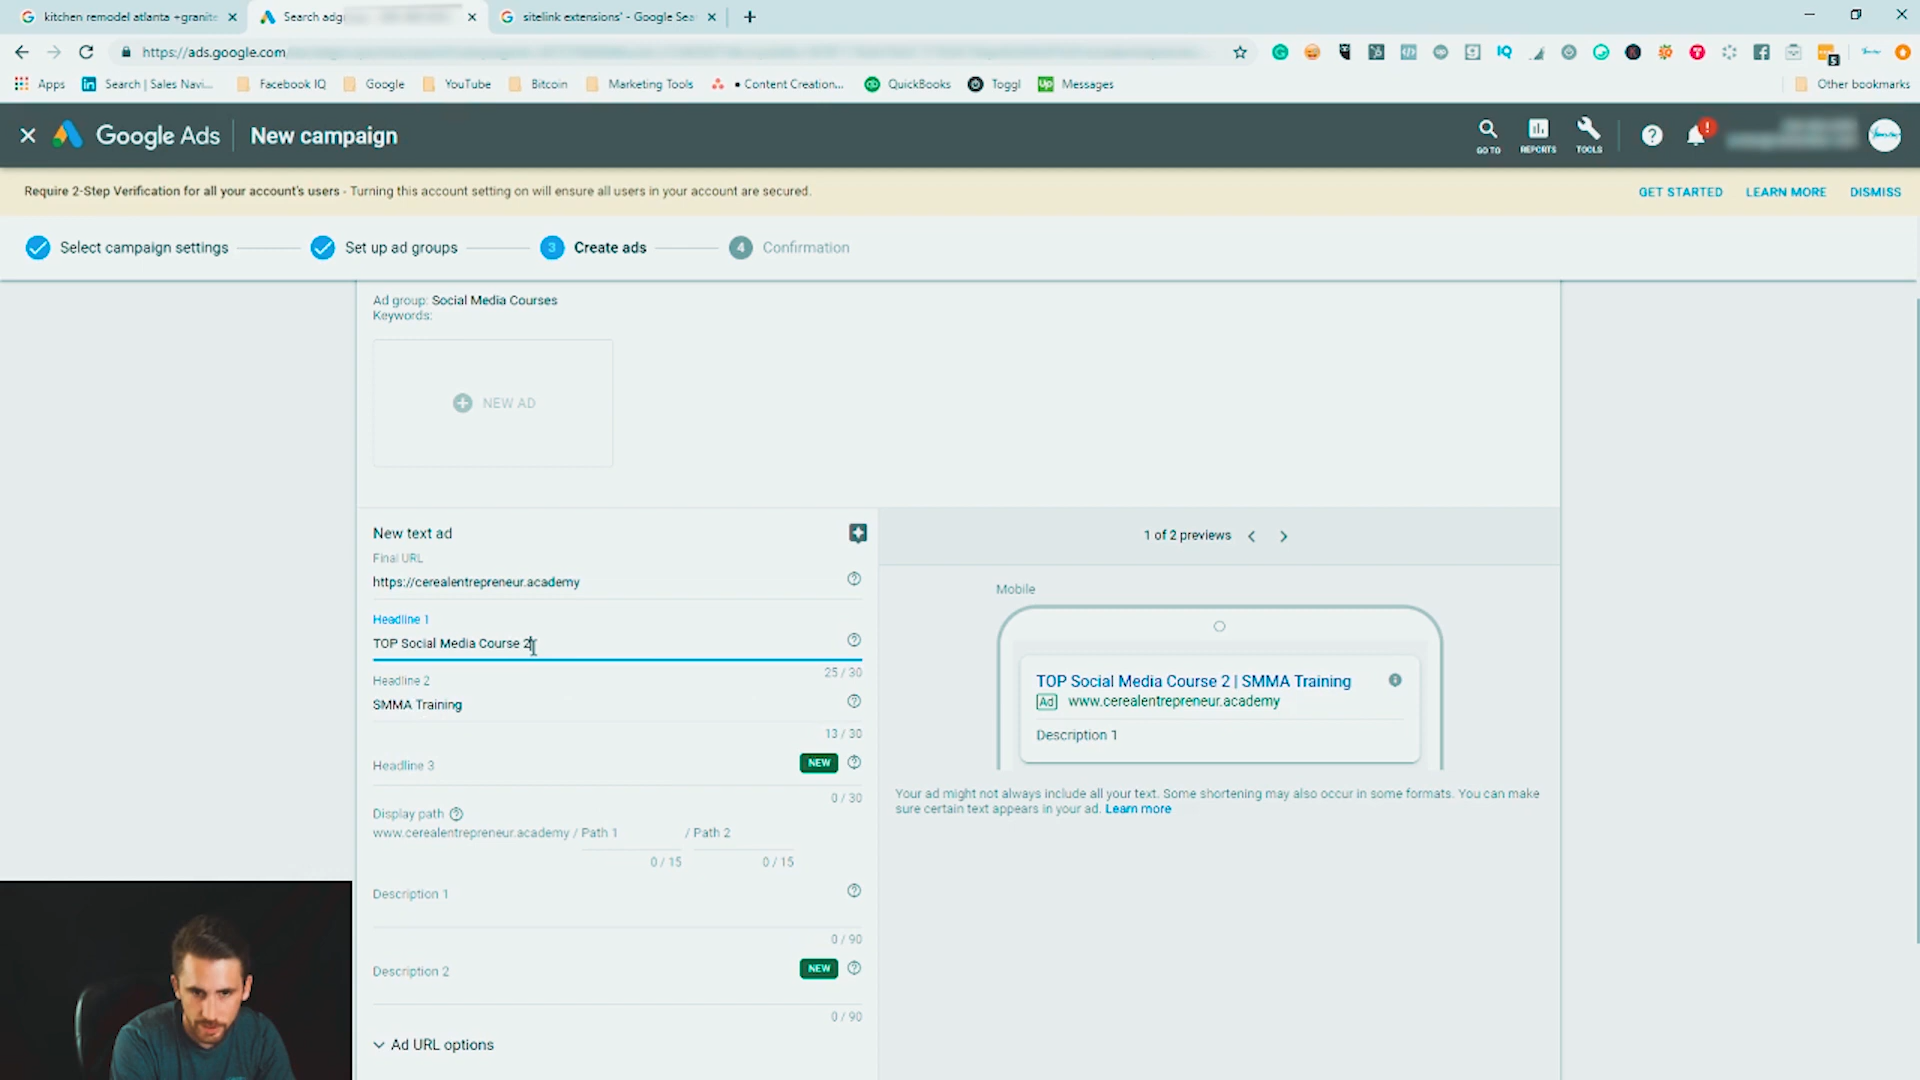 kitchen remodel atlanta +granite
Search adg
sitelink extensions' - Google Sea
https://ads.google.com
5
Apps
Search | Sales Navi...
Facebook IQ
Google
YouTube
Bitcoin
Marketing Tools
• Content Creation...
QuickBooks
Toggl
Messages
Other bookmarks
Google Ads
New campaign
GO TO
REPORTS
TOOLS
Require 2-Step Verification for all your account's users - Turning this account setting on will ensure all users in your account are secured.
GET STARTED
LEARN MORE
DISMISS
Select campaign settings
Set up ad groups
3 Create ads
4 Confirmation
Ad group: Social Media Courses
Keywords:
NEW AD
New text ad
Final URL
https://cerealentrepreneur.academy
Headline 1
TOP Social Media Course 2
25 / 30
Headline 2
SMMA Training
13 / 30
Headline 3
NEW
0 / 30
Display path
www.cerealentrepreneur.academy / Path 1 / Path 2
0 / 15
0 / 15
Description 1
0 / 90
Description 2
NEW
0 / 90
Ad URL options
1 of 2 previews
Mobile
TOP Social Media Course 2 | SMMA Training
Ad www.cerealentrepreneur.academy
Description 1
Your ad might not always include all your text. Some shortening may also occur in some formats. You can make
sure certain text appears in your ad. Learn more